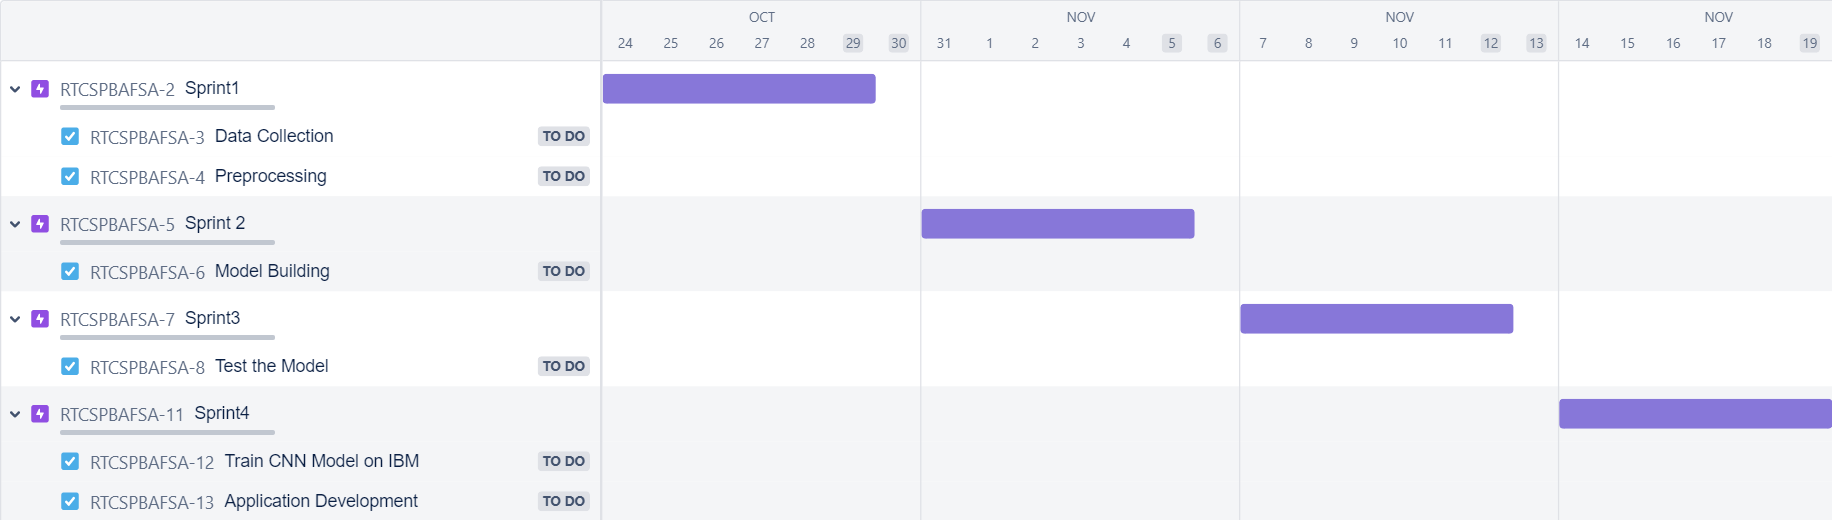 OCT NOV NOV NOV
24 25 26 27 28 29 30 31 1 2 3 4 5 6 7 8 9 10 11 12 13 14 15 16 17 18 19
RTCSPBAFSA-2 Sprint1
RTCSPBAFSA-3 Data Collection TO DO
RTCSPBAFSA-4 Preprocessing TO DO
RTCSPBAFSA-5 Sprint 2
RTCSPBAFSA-6 Model Building TO DO
RTCSPBAFSA-7 Sprint3
RTCSPBAFSA-8 Test the Model TO DO
RTCSPBAFSA-11 Sprint4
RTCSPBAFSA-12 Train CNN Model on IBM TO DO
RTCSPBAFSA-13 Application Development TO DO